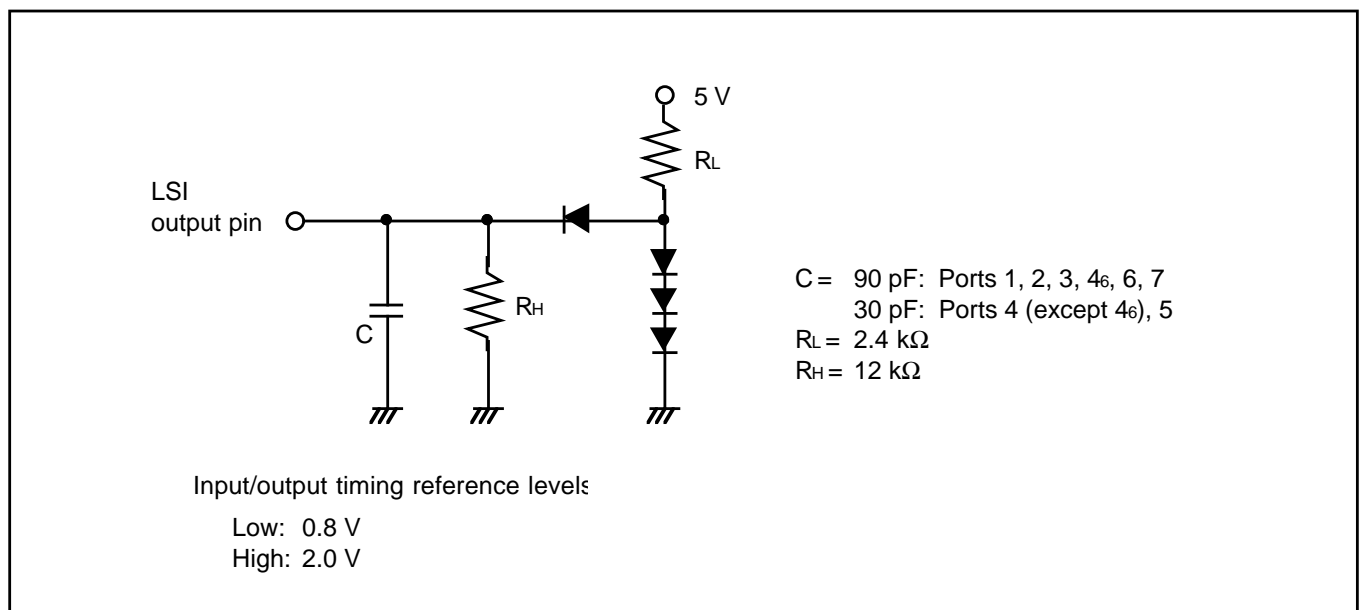 5 V
RL
LSI
output pin
C
RH
C = 90 pF: Ports 1, 2, 3, 46, 6, 7
30 pF: Ports 4 (except 46), 5
RL = 2.4 kΩ
RH = 12 kΩ
Input/output timing reference levels
Low: 0.8 V
High: 2.0 V